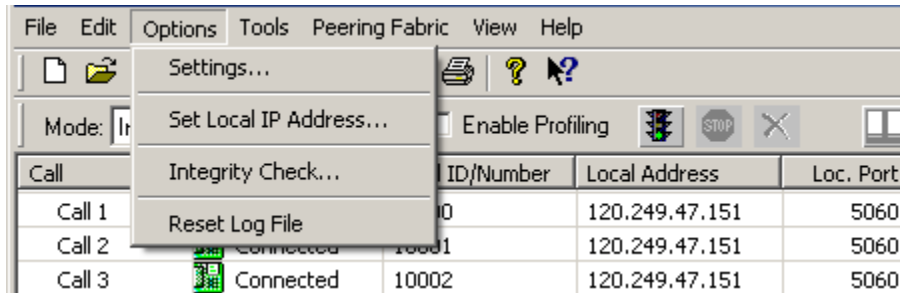 File Edit Options Tools Peering Fabric View Help
Settings...
Set Local IP Address...
Integrity Check...
Reset Log File
Mode: Enable Profiling STOP
Call ID/Number Local Address Loc. Port
Call 1 120.249.47.151 5060
Call 2 Connected 10001 120.249.47.151 5060
Call 3 Connected 10002 120.249.47.151 5060